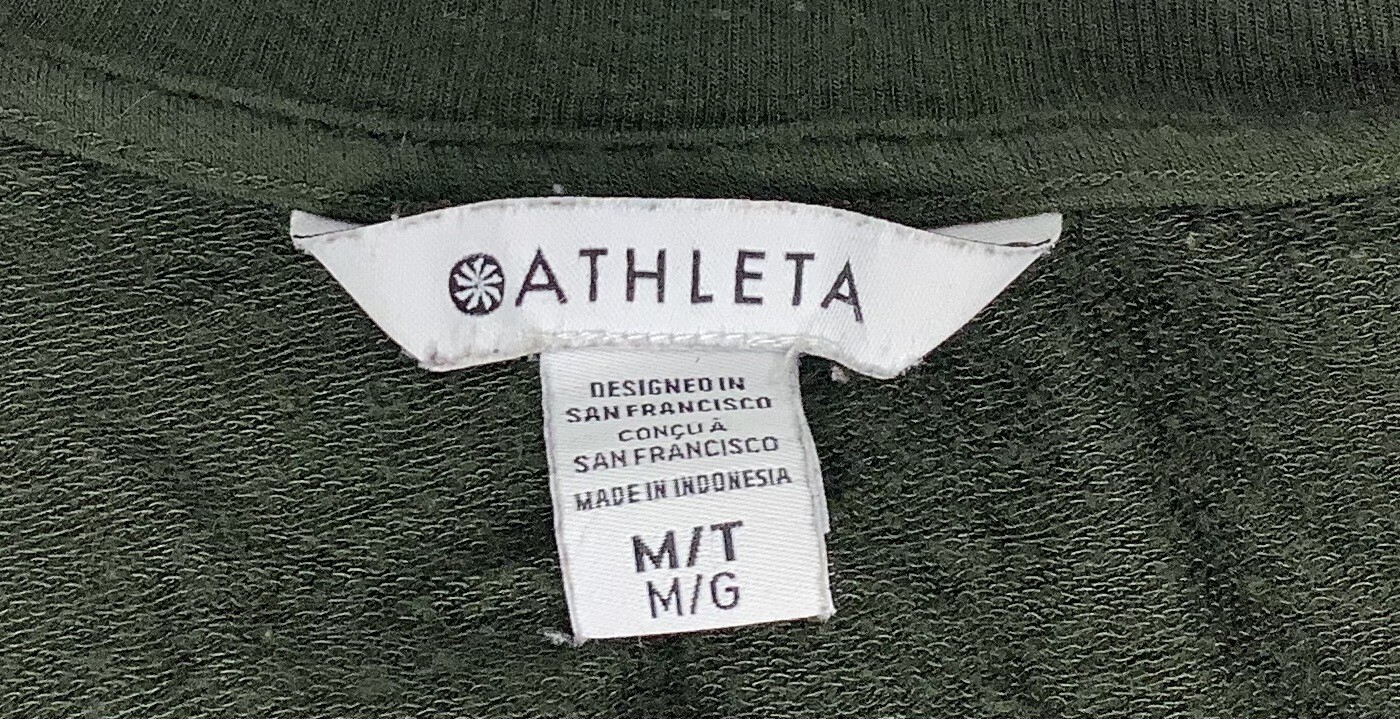 ATHLETA
DESIGNED IN
SAN FRANCISCO
CONÇU À
SAN FRANCISCO
MADE IN INDONESIA
M/T
M/G